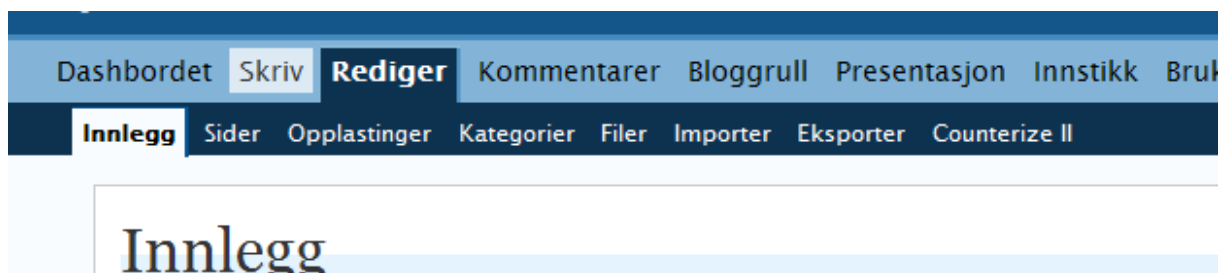 Dashbordet Skriv Rediger Kommentarer Bloggrull Presentasjon Innstikk
Innlegg Sider Opplastinger Kategorier Filer Importer Eksporter Counterize II
Innlegg